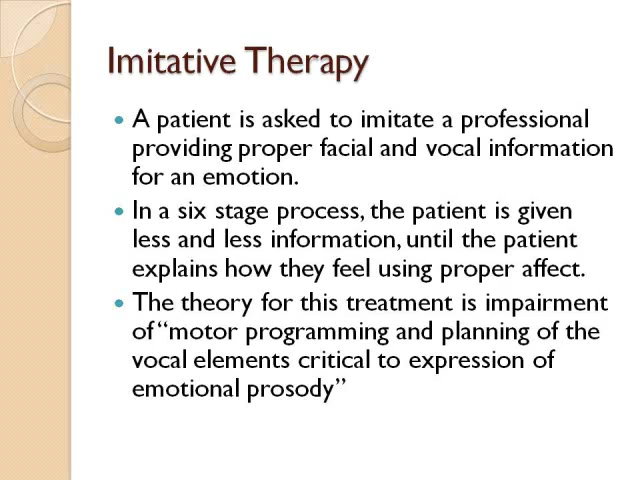 Imitative Therapy
• A patient is asked to imitate a professional
providing proper facial and vocal information
for an emotion.
• In a six stage process, the patient is given
less and less information, until the patient
explains how they feel using proper affect.
• The theory for this treatment is impairment
of “motor programming and planning of the
vocal elements critical to expression of
emotional prosody”